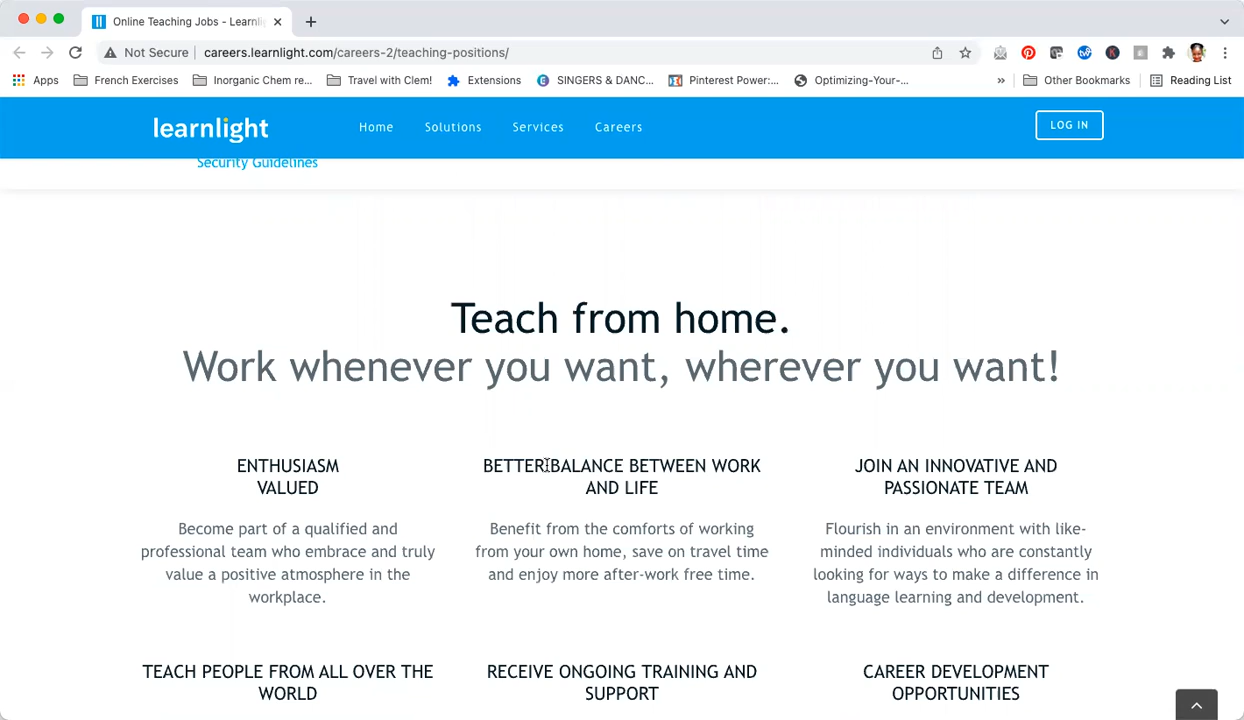 Online Teaching Jobs - Learnli
Not Secure
careers.learnlight.com/careers-2/teaching-positions/
Apps
French Exercises
Inorganic Chem re...
Travel with Clem!
Extensions
SINGERS & DANC...
Pinterest Power:...
Optimizing-Your-...
»
Other Bookmarks
Reading List
learnlight
Home
Solutions
Services
Careers
LOG IN
Security Guidelines
Teach from home.
Work whenever you want, wherever you want!
ENTHUSIASM
VALUED
Become part of a qualified and
professional team who embrace and truly
value a positive atmosphere in the
workplace.
BETTER BALANCE BETWEEN WORK
AND LIFE
Benefit from the comforts of working
from your own home, save on travel time
and enjoy more after-work free time.
JOIN AN INNOVATIVE AND
PASSIONATE TEAM
Flourish in an environment with like-
minded individuals who are constantly
looking for ways to make a difference in
language learning and development.
TEACH PEOPLE FROM ALL OVER THE
WORLD
RECEIVE ONGOING TRAINING AND
SUPPORT
CAREER DEVELOPMENT
OPPORTUNITIES